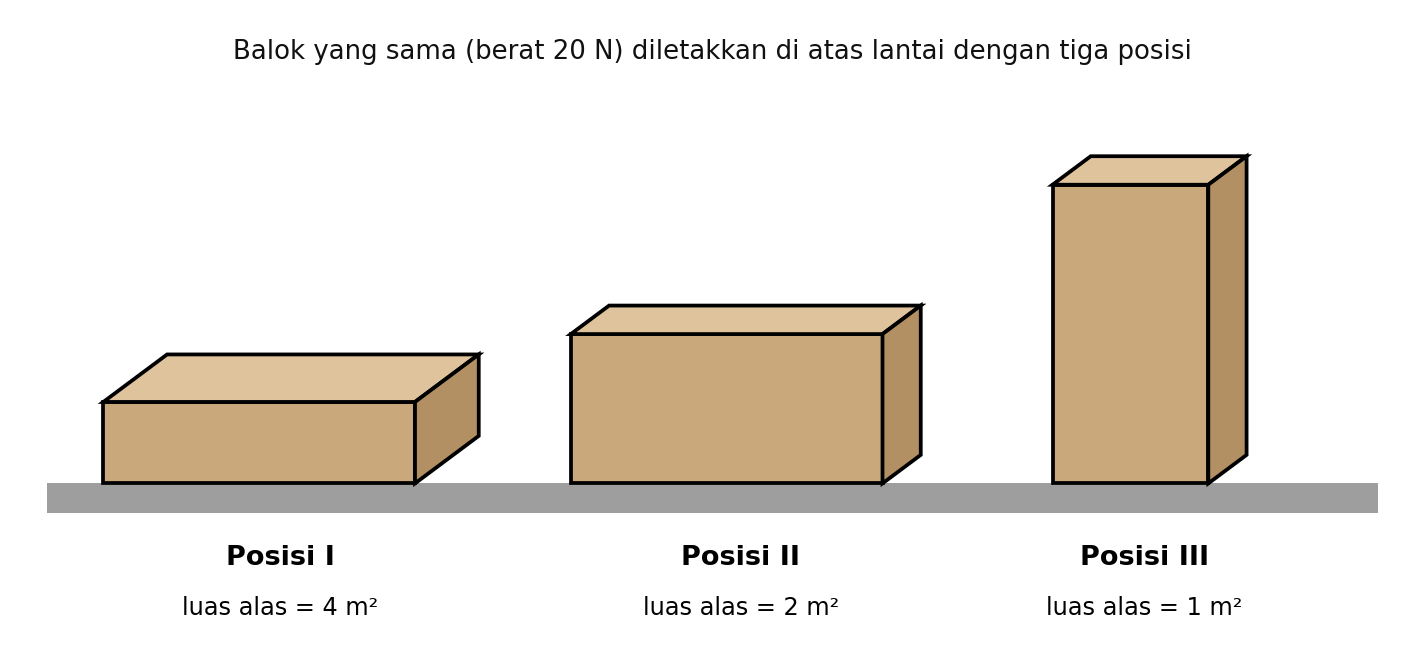 Balok yang sama (berat 20 N) diletakkan di atas lantai dengan tiga posisi
Posisi I
Posisi II
Posisi III
luas alas = 4 m²
luas alas = 2 m²
luas alas = 1 m²